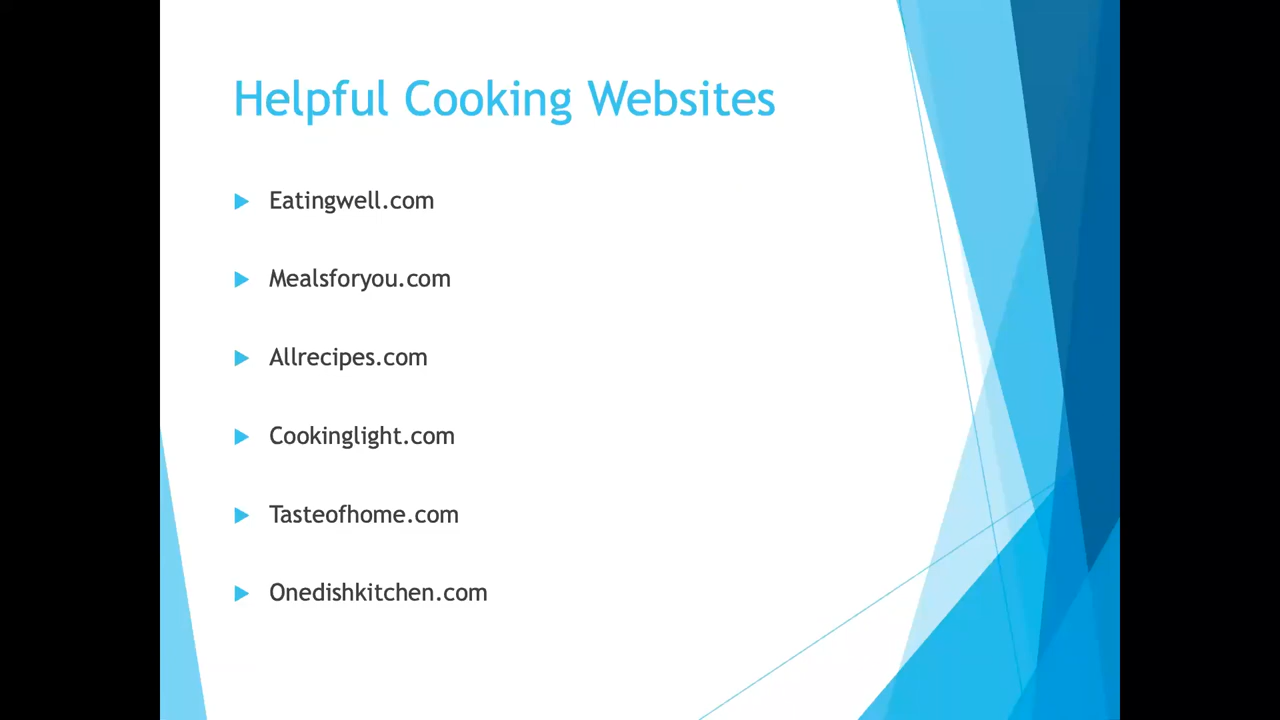 Helpful Cooking Websites
Eatingwell.com
Mealsforyou.com
Allrecipes.com
Cookinglight.com
Tasteofhome.com
Onedishkitchen.com